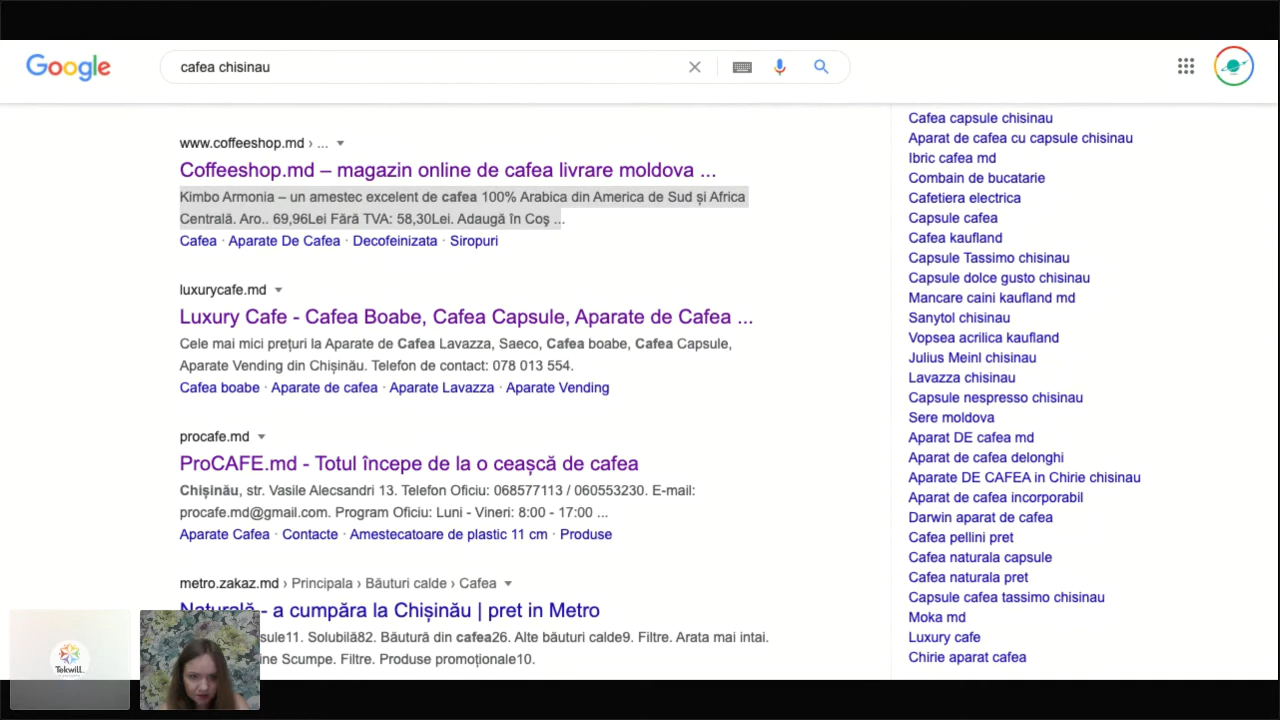 Google
cafea chisinau
www.coffeeshop.md › ...
Coffeeshop.md – magazin online de cafea livrare moldova ...
Kimbo Armonia – un amestec excelent de cafea 100% Arabica din America de Sud și Africa
Centrală. Aro.. 69,96Lei Fără TVA: 58,30Lei. Adaugă în Coş ...
Cafea · Aparate De Cafea · Decofeinizata · Siropuri
luxurycafe.md
Luxury Cafe - Cafea Boabe, Cafea Capsule, Aparate de Cafea ...
Cele mai mici prețuri la Aparate de Cafea Lavazza, Saeco, Cafea boabe, Cafea Capsule,
Aparate Vending din Chișinău. Telefon de contact: 078 013 554.
Cafea boabe · Aparate de cafea · Aparate Lavazza · Aparate Vending
procafe.md
ProCAFE.md - Totul începe de la o ceașcă de cafea
Chișinău, str. Vasile Alecsandri 13. Telefon Oficiu: 068577113 / 060553230. E-mail:
procafe.md@gmail.com. Program Oficiu: Luni - Vineri: 8:00 - 17:00 ...
Aparate Cafea · Contacte · Amestecatoare de plastic 11 cm · Produse
metro.zakaz.md › Principala › Băuturi calde › Cafea
Naturală - a cumpăra la Chișinău | pret in Metro
sule11. Solubilă82. Băutură din cafea26. Alte băuturi calde9. Filtre. Arata mai intai.
ine Scumpe. Filtre. Produse promoționale10.
Cafea capsule chisinau
Aparat de cafea cu capsule chisinau
Ibric cafea md
Combain de bucatarie
Cafetiera electrica
Capsule cafea
Cafea kaufland
Capsule Tassimo chisinau
Capsule dolce gusto chisinau
Mancare caini kaufland md
Sanytol chisinau
Vopsea acrilica kaufland
Julius Meinl chisinau
Lavazza chisinau
Capsule nespresso chisinau
Sere moldova
Aparat DE cafea md
Aparat de cafea delonghi
Aparate DE CAFEA in Chirie chisinau
Aparat de cafea incorporabil
Darwin aparat de cafea
Cafea pellini pret
Cafea naturala capsule
Cafea naturala pret
Capsule cafea tassimo chisinau
Moka md
Luxury cafe
Chirie aparat cafea
Tekwill